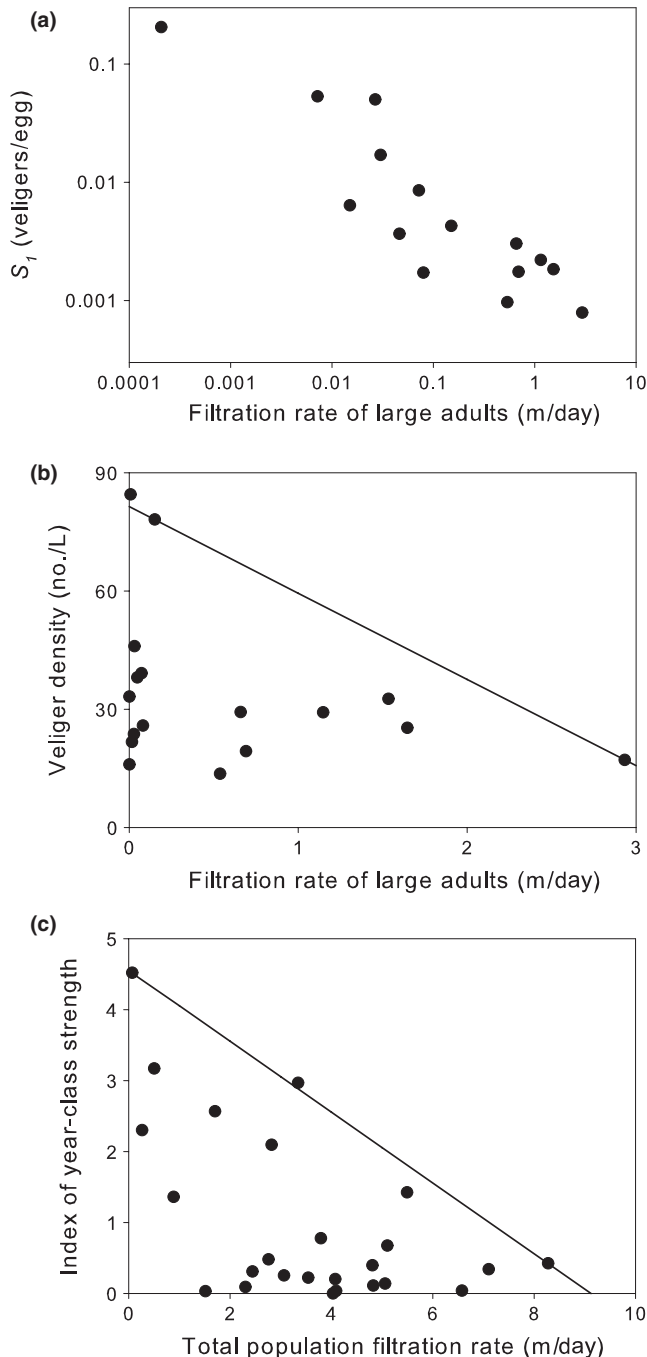 (a)
S1 (veligers/egg)
0.1
0.01
0.001
0.0001 0.001 0.01 0.1 1 10
Filtration rate of large adults (m/day)
(b)
Veliger density (no./L)
90
60
30
0
0 1 2 3
Filtration rate of large adults (m/day)
(c)
Index of year-class strength
5
4
3
2
1
0
0 2 4 6 8 10
Total population filtration rate (m/day)